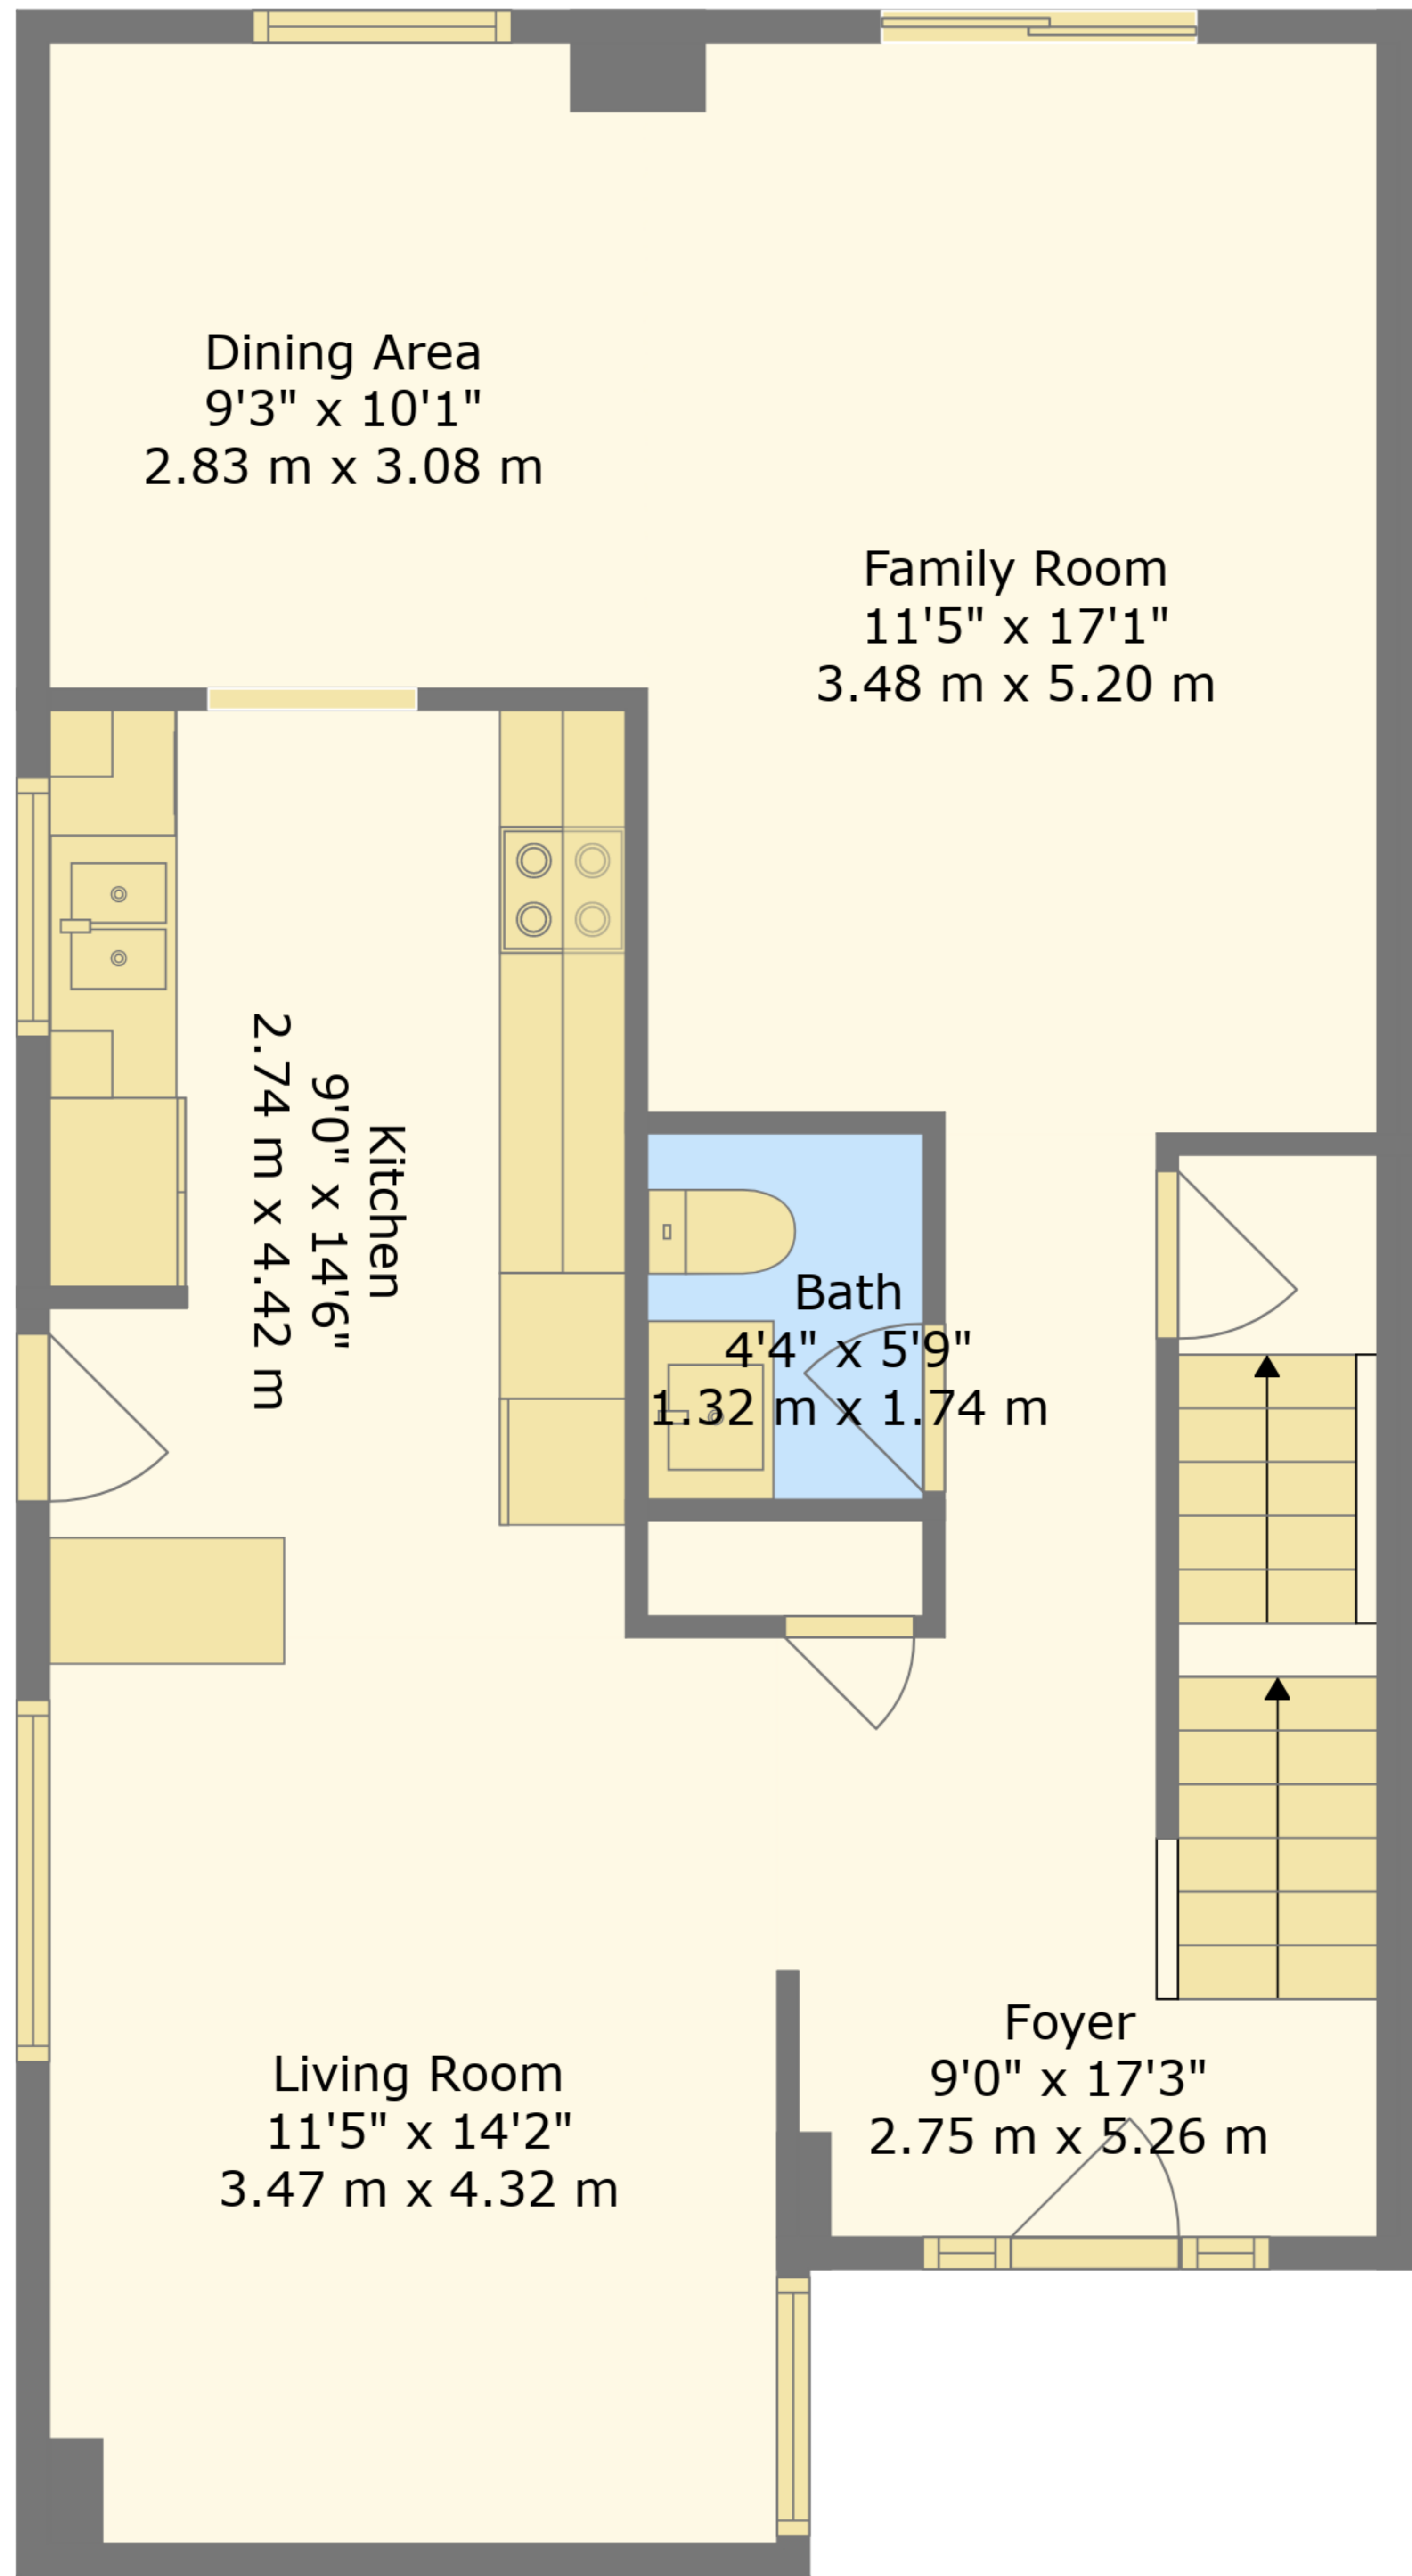 Dining Area
9'3" x 10'1"
2.83 m x 3.08 m
Family Room
11'5" x 17'1"
3.48 m x 5.20 m
Kitchen
9'0" x 14'6"
2.74 m x 4.42 m
Bath
4'4" x 5'9"
1.32 m x 1.74 m
Foyer
9'0" x 17'3"
2.75 m x 5.26 m
Living Room
11'5" x 14'2"
3.47 m x 4.32 m